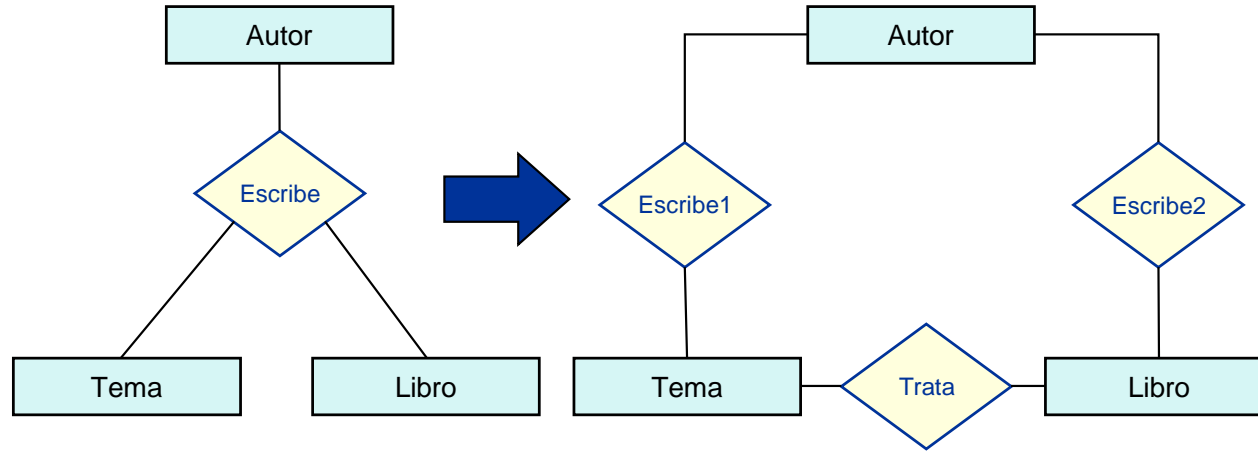 Autor
Escribe
Tema
Libro
Autor
Escribe1
Escribe2
Tema
Trata
Libro